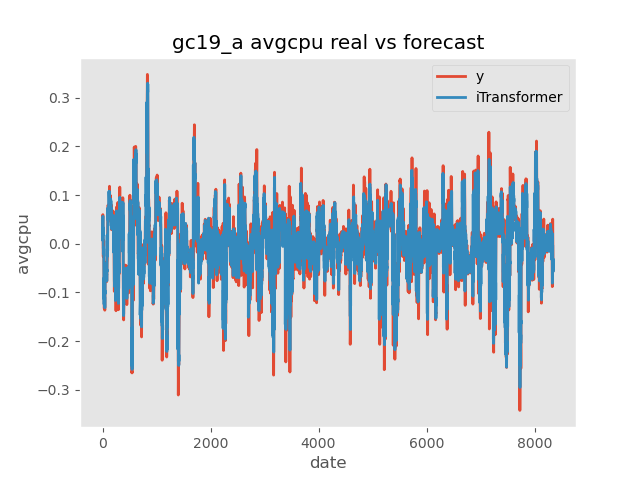 gc19_a avgcpu real vs forecast
y
iTransformer
0.3
0.2
0.1
0.0
−0.1
−0.2
−0.3
avgcpu
0
2000
4000
6000
8000
date